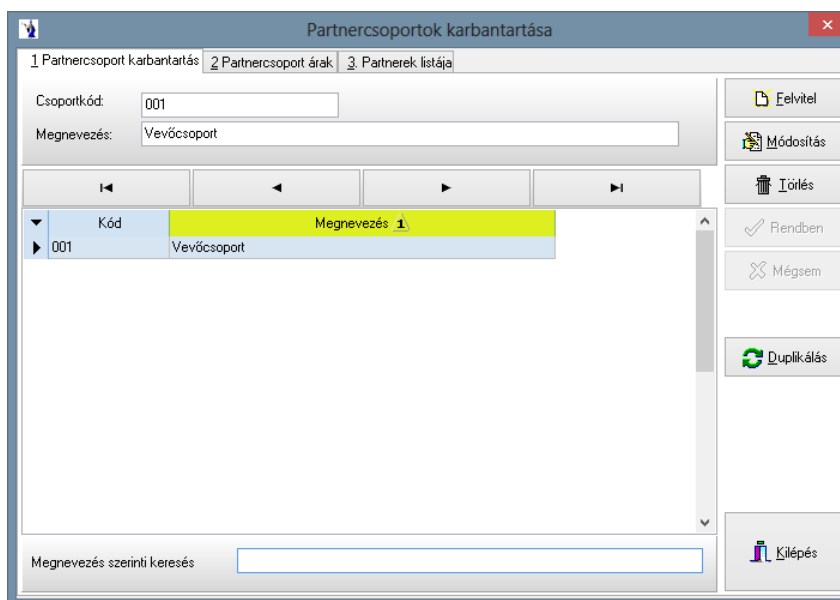 Partnercsoportok karbantartása
1 Partnercsoport karbantartás 2 Partnercsoport árak 3. Partnerek listája
Csoportkód: 001
Megnevezés: Vevőcsoport
Felvitel
Módosítás
Törlés
Rendben
Mégsem
Duplikálás
Kilépés
Kód Megnevezés 1
001 Vevőcsoport
Megnevezés szerinti keresés